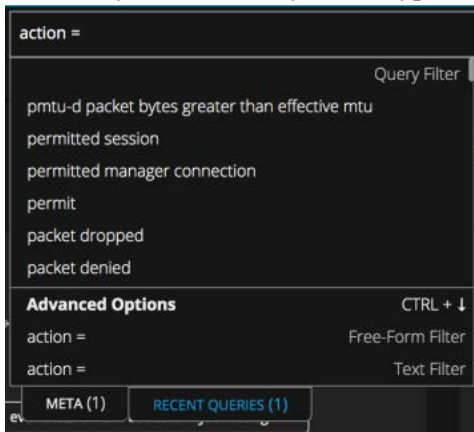 action =
Query Filter
pmtu-d packet bytes greater than effective mtu
permitted session
permitted manager connection
permit
packet dropped
packet denied
Advanced Options CTRL + ↓
action = Free-Form Filter
action = Text Filter
META (1) RECENT QUERIES (1)